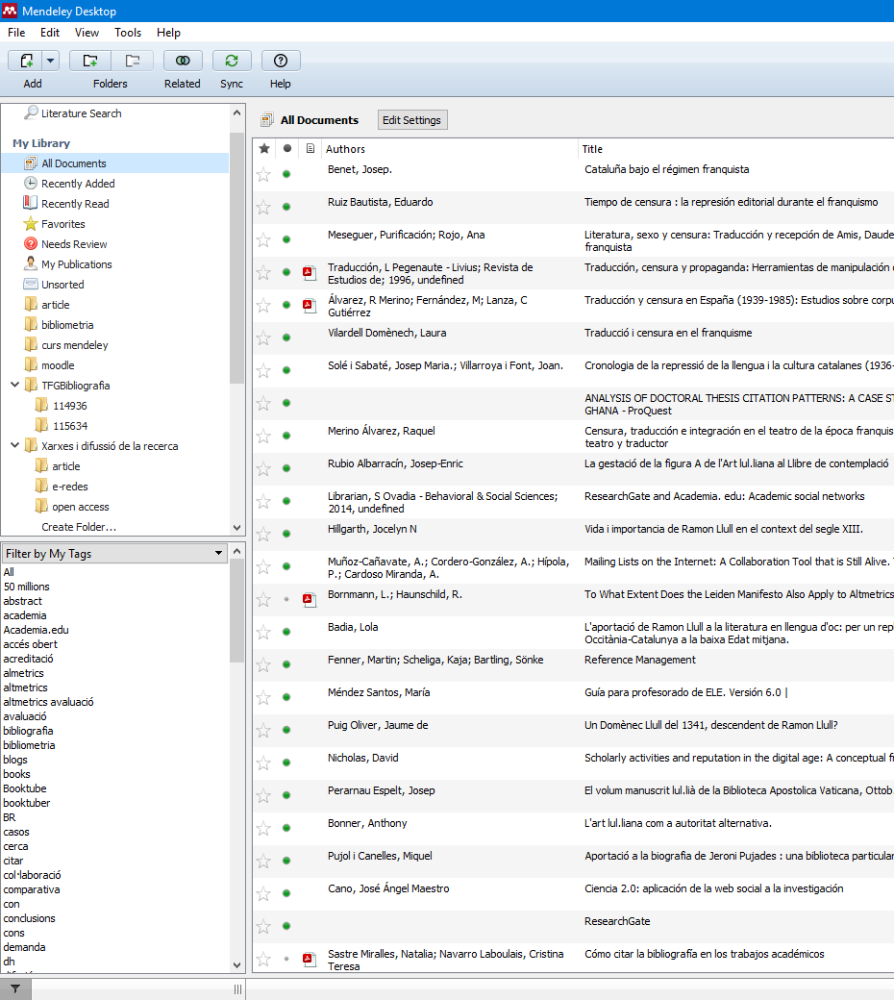 Mendeley Desktop
File Edit View Tools Help
Add Folders Related Sync Help
Literature Search
My Library
All Documents
Recently Added
Recently Read
Favorites
Needs Review
My Publications
Unsorted
article
bibliometria
curs mendeley
moodle
TFGBibliografia
114936
115634
Xarxes i difussió de la recerca
article
e-redes
open access
Create Folder...
Filter by My Tags
All
50 millions
abstract
academia
Academia.edu
accés obert
acreditació
almetrics
altmetrics
altmetrics avaluació
avaluació
bibliografia
bibliometria
blogs
books
Booktube
booktuber
BR
casos
cerca
citar
col·laboració
comparativa
con
conclusions
cons
demanda
dh
All Documents Edit Settings
Authors Title
Benet, Josep. Cataluña bajo el régimen franquista
Ruiz Bautista, Eduardo Tiempo de censura : la represión editorial durante el franquismo
Meseguer, Purificación; Rojo, Ana Literatura, sexo y censura: Traducción y recepción de Amis, Daude
franquista
Traducción, L Pegenaute - Livius; Revista de Traducción, censura y propaganda: Herramientas de manipulación
Estudios de; 1996, undefined
Álvarez, R Merino; Fernández, M; Lanza, C Traducción y censura en España (1939-1985): Estudios sobre corpu
Gutiérrez
Vilardell Domènech, Laura Traducció i censura en el franquisme
Solé i Sabaté, Josep Maria.; Villarroya i Font, Joan. Cronologia de la repressió de la llengua i la cultura catalanes (1936-
ANALYSIS OF DOCTORAL THESIS CITATION PATTERNS: A CASE ST
GHANA - ProQuest
Merino Álvarez, Raquel Censura, traducción e integración en el teatro de la época franquis
teatro y traductor
Rubio Albarracín, Josep-Enric La gestació de la figura A de l'Art lul.liana al Llibre de contemplació
Librarian, S Ovadia - Behavioral & Social Sciences; ResearchGate and Academia. edu: Academic social networks
2014, undefined
Hillgarth, Jocelyn N Vida i importancia de Ramon Llull en el context del segle XIII.
Muñoz-Cañavate, A.; Cordero-González, A.; Hípola, Mailing Lists on the Internet: A Collaboration Tool that is Still Alive.
P.; Cardoso Miranda, A.
Bornmann, L.; Haunschild, R. To What Extent Does the Leiden Manifesto Also Apply to Altmetrics
Badia, Lola L'aportació de Ramon Llull a la literatura en llengua d'oc: per un rep
Occitània-Catalunya a la baixa Edat mitjana.
Fenner, Martin; Scheliga, Kaja; Bartling, Sönke Reference Management
Méndez Santos, María Guía para profesorado de ELE. Versión 6.0 |
Puig Oliver, Jaume de Un Domènec Llull del 1341, descendent de Ramon Llull?
Nicholas, David Scholarly activities and reputation in the digital age: A conceptual f
Perarnau Espelt, Josep El volum manuscrit lul.lià de la Biblioteca Apostolica Vaticana, Ottob.
Bonner, Anthony L'art lul.liana com a autoritat alternativa.
Pujol i Canelles, Miquel Aportació a la biografia de Jeroni Pujades : una biblioteca particular
Cano, José Ángel Maestro Ciencia 2.0: aplicación de la web social a la investigación
ResearchGate
Sastre Miralles, Natalia; Navarro Laboulais, Cristina Cómo citar la bibliografía en los trabajos académicos
Teresa